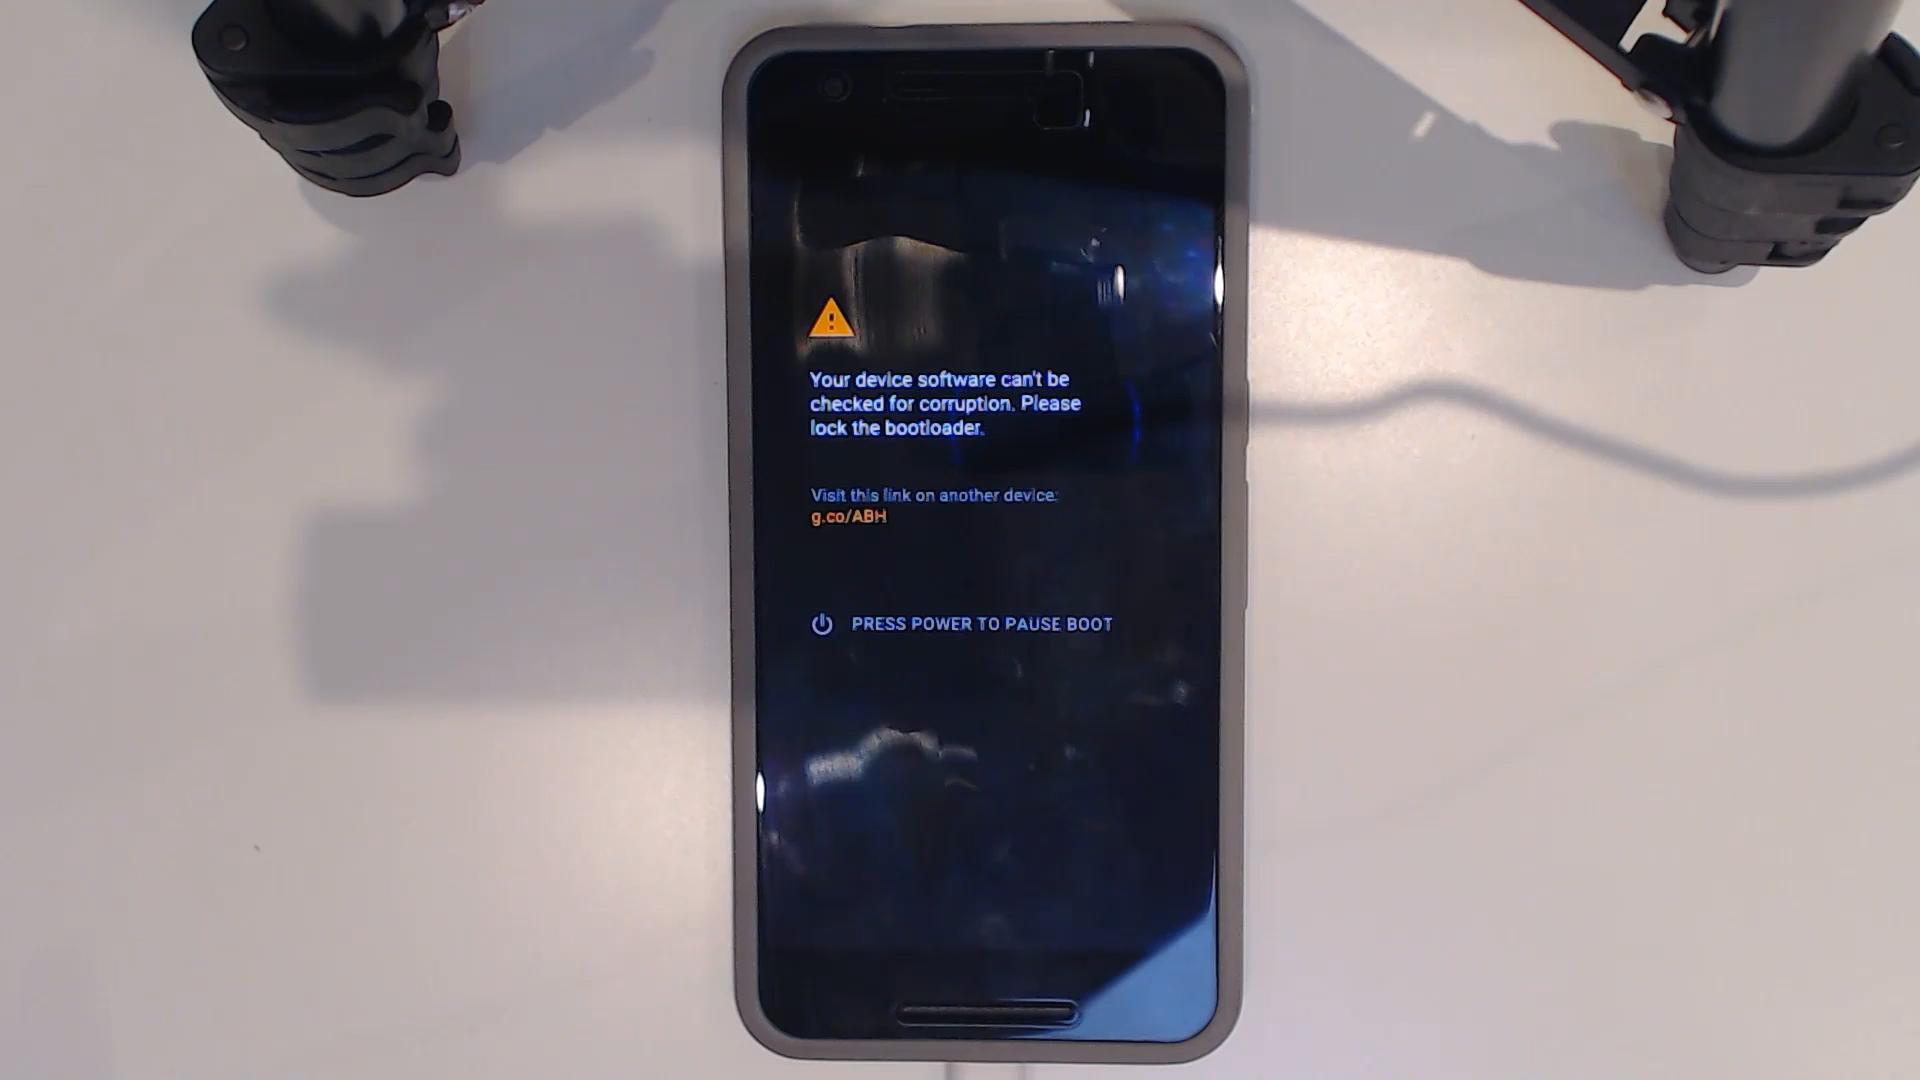 Your device software can't be
checked for corruption. Please
lock the bootloader.
Visit this link on another device:
g.co/ABH
PRESS POWER TO PAUSE BOOT